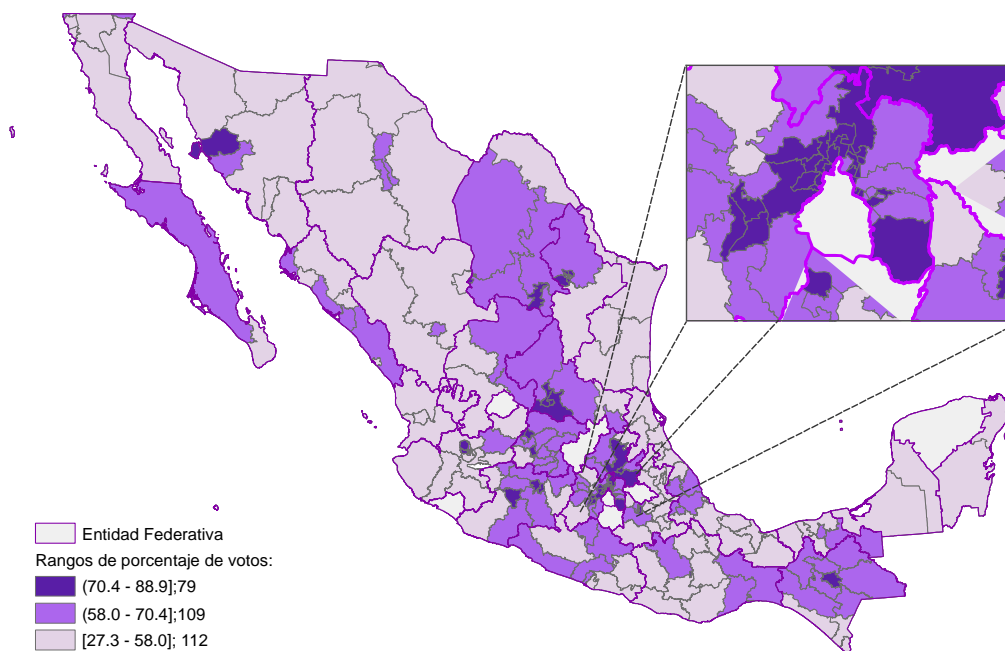 Entidad Federativa
Rangos de porcentaje de votos:
(70.4 - 88.9];79
(58.0 - 70.4];109
[27.3 - 58.0]; 112